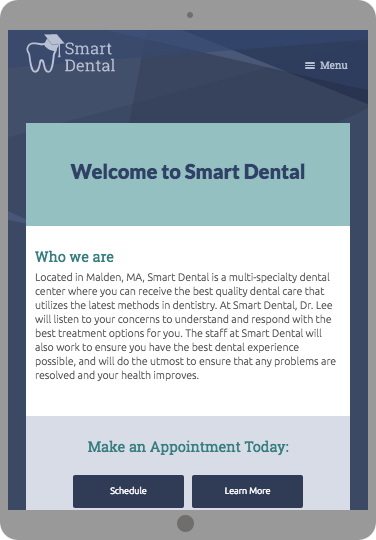 Smart
Dental
Menu
Welcome to Smart Dental
Who we are
Located in Malden, MA, Smart Dental is a multi-specialty dental
center where you can receive the best quality dental care that
utilizes the latest methods in dentistry. At Smart Dental, Dr. Lee
will listen to your concerns to understand and respond with the
best treatment options for you. The staff at Smart Dental will
also work to ensure you have the best dental experience
possible, and will do the utmost to ensure that any problems are
resolved and your health improves.
Make an Appointment Today:
Schedule
Learn More